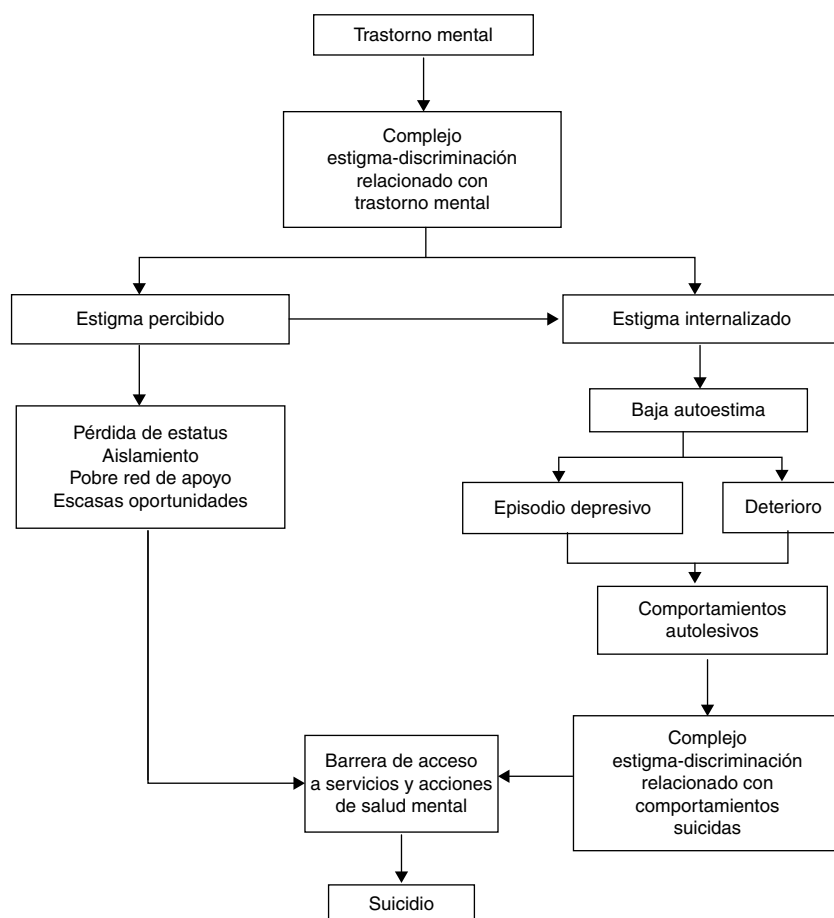 Trastorno mental
Complejo
estigma-discriminación
relacionado con
trastorno mental
Estigma percibido
Estigma internalizado
Pérdida de estatus
Aislamiento
Pobre red de apoyo
Escasas oportunidades
Baja autoestima
Episodio depresivo
Deterioro
Comportamientos
autolesivos
Barrera de acceso
a servicios y acciones
de salud mental
Complejo
estigma-discriminación
relacionado con
comportamientos
suicidas
Suicidio